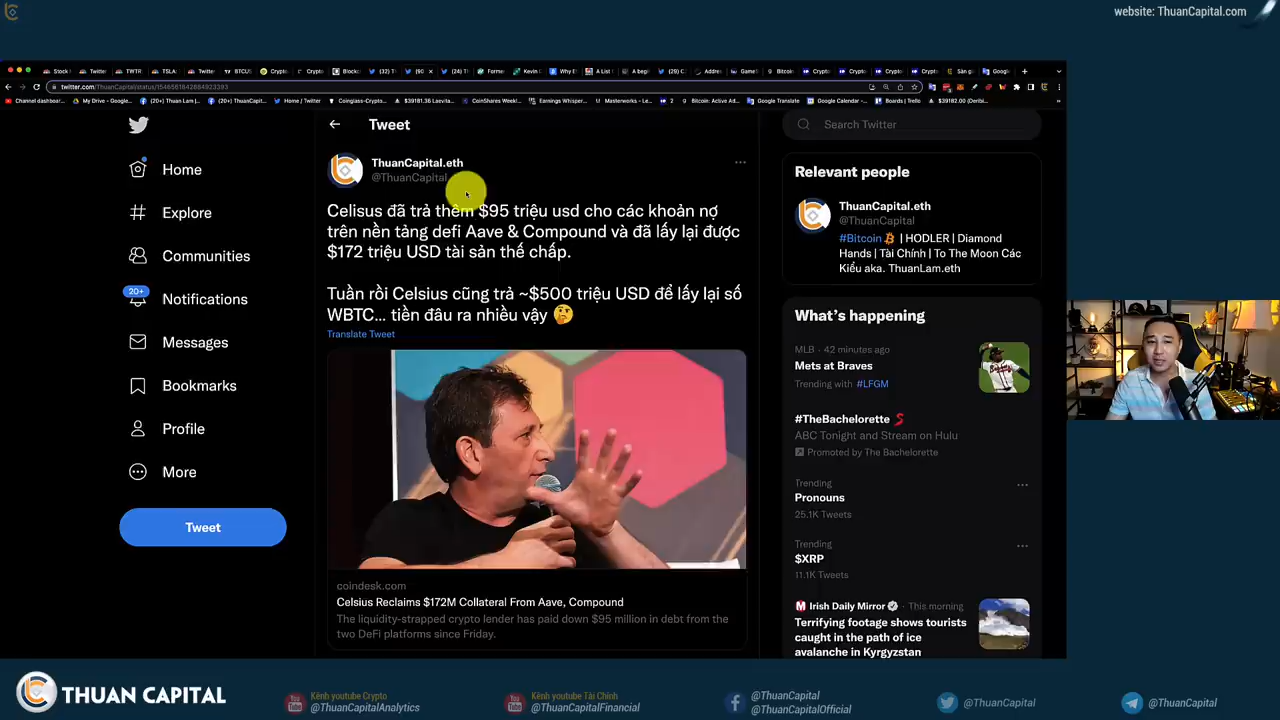 website: ThuanCapital.com
twitter.com/ThuanCapital/status/1546561842684923393
Tweet
Search Twitter
Home
Explore
Communities
20+
Notifications
Messages
Bookmarks
Profile
More
Tweet
ThuanCapital.eth
@ThuanCapital
Celisus đã trả thêm $95 triệu usd cho các khoản nợ
trên nền tảng defi Aave & Compound và đã lấy lại được
$172 triệu USD tài sản thế chấp.
Tuần rồi Celsius cũng trả ~$500 triệu USD để lấy lại số
WBTC... tiền đâu ra nhiều vậy 🤔
Translate Tweet
coindesk.com
Celsius Reclaims $172M Collateral From Aave, Compound
The liquidity-strapped crypto lender has paid down $95 million in debt from the
two DeFi platforms since Friday.
Relevant people
ThuanCapital.eth
@ThuanCapital
#Bitcoin | HODLER | Diamond
Hands | Tài Chính | To The Moon Các
Kiểu aka. ThuanLam.eth
What's happening
MLB · 42 minutes ago
Mets at Braves
Trending with #LFGM
#TheBachelorette
ABC Tonight and Stream on Hulu
Promoted by The Bachelorette
Trending
Pronouns
25.1K Tweets
Trending
$XRP
11.1K Tweets
Irish Daily Mirror · This morning
Terrifying footage shows tourists
caught in the path of ice
avalanche in Kyrgyzstan
THUAN CAPITAL
Kênh youtube Crypto
@ThuanCapitalAnalytics
Kênh youtube Tài Chính
@ThuanCapitalFinancial
@ThuanCapital
@ThuanCapitalOfficial
@ThuanCapital
@ThuanCapital